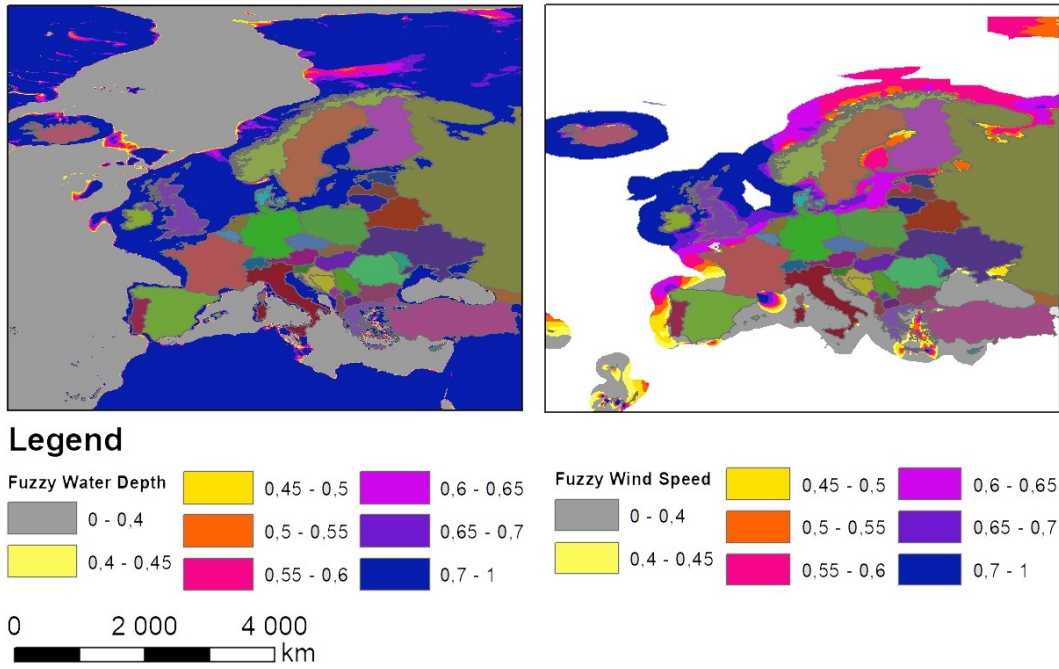 Legend
Fuzzy Water Depth
0 - 0,4
0,4 - 0,45
0,45 - 0,5
0,5 - 0,55
0,55 - 0,6
0,6 - 0,65
0,65 - 0,7
0,7 - 1
Fuzzy Wind Speed
0 - 0,4
0,4 - 0,45
0,45 - 0,5
0,5 - 0,55
0,55 - 0,6
0,6 - 0,65
0,65 - 0,7
0,7 - 1
0 2 000 4 000
km